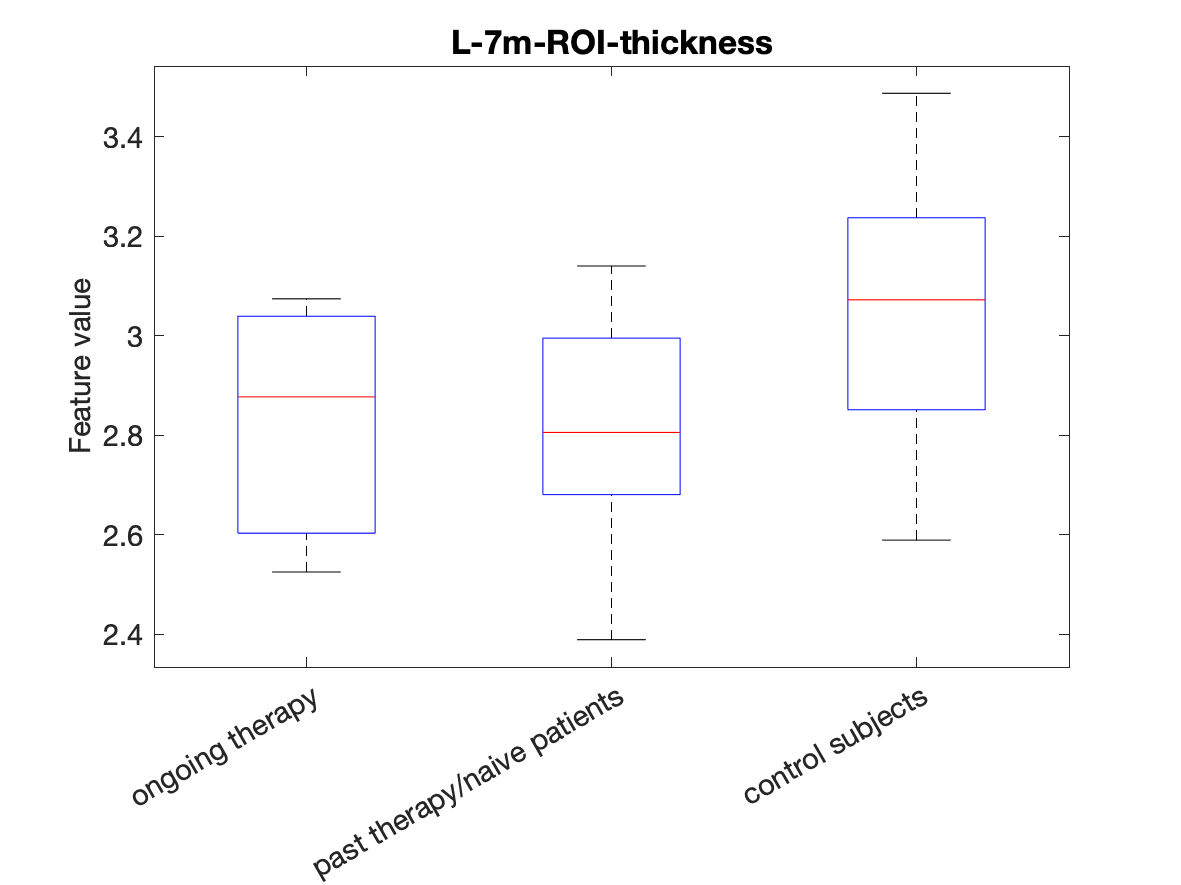 L-7m-ROI-thickness
Feature value
3.4
3.2
3
2.8
2.6
2.4
ongoing therapy
past therapy/naive patients
control subjects